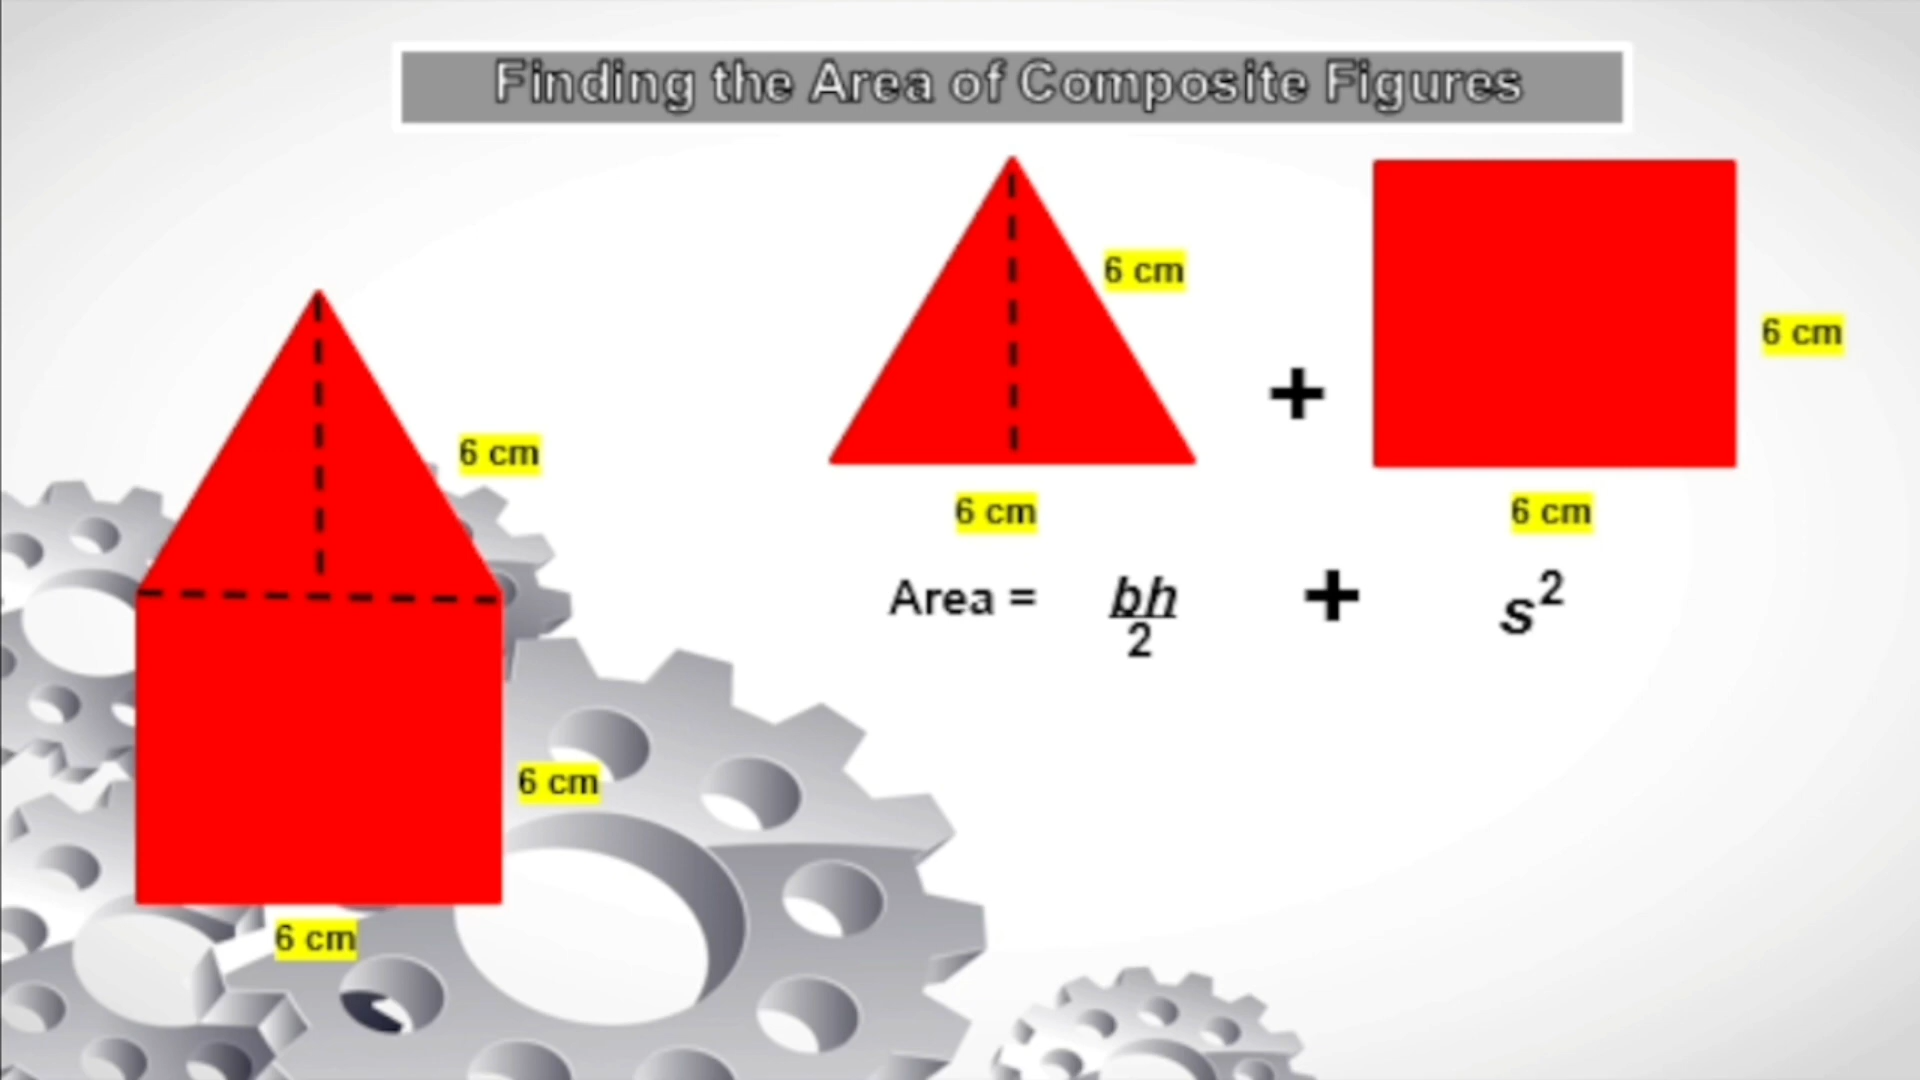 Finding the Area of Composite Figures
6 cm
6 cm
6 cm
6 cm
+
6 cm
6 cm
6 cm
Area = bh/2 + s²